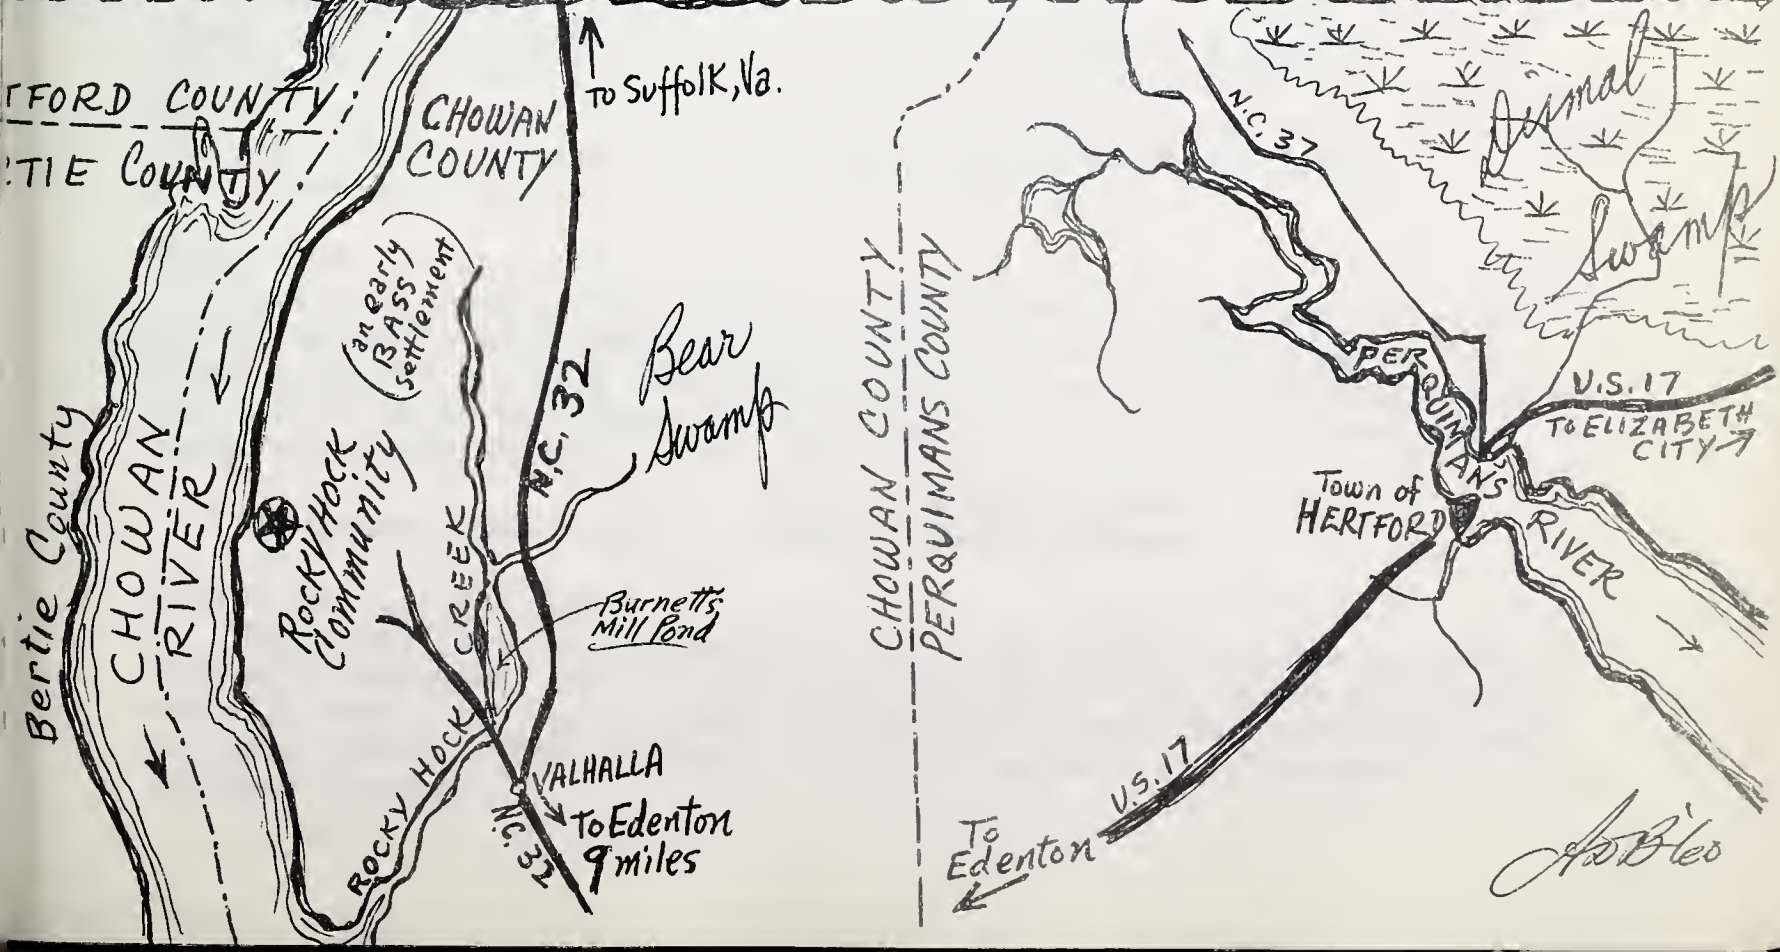 TFORD COUNTY
TIE COUNTY
CHOWAN
COUNTY
TO Suffolk, Va.
(an early
BASS
settlement)
N.C. 32
Bear
Swamp
Bertie County
CHOWAN
RIVER
ROCKY HOCK
Community
ROCKY HOCK CREEK
Burnett's
Mill Pond
VALHALLA
To Edenton
9 miles
N.C. 32
CHOWAN COUNTY
PERQUIMANS COUNTY
N.C. 37
Dismal
Swamp
PERQUIMANS
RIVER
U.S. 17
TO ELIZABETH
CITY
Town of
HERTFORD
U.S. 17
To
Edenton